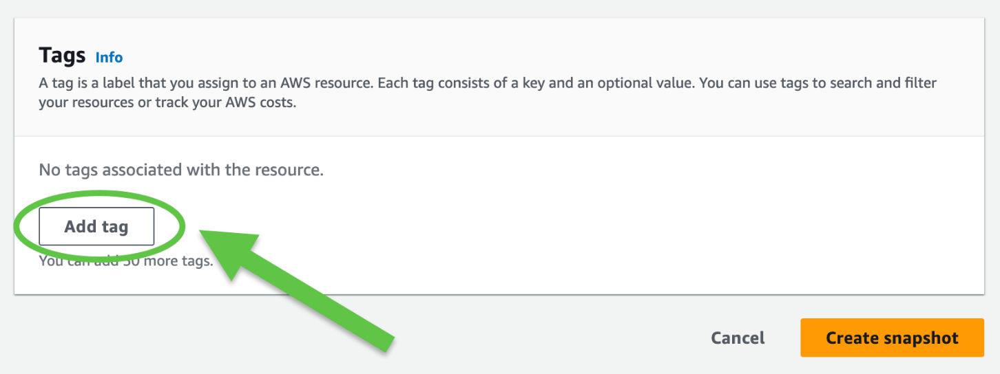 Tags Info
A tag is a label that you assign to an AWS resource. Each tag consists of a key and an optional value. You can use tags to search and filter
your resources or track your AWS costs.
No tags associated with the resource.
Add tag
You can add 50 more tags.
Cancel
Create snapshot